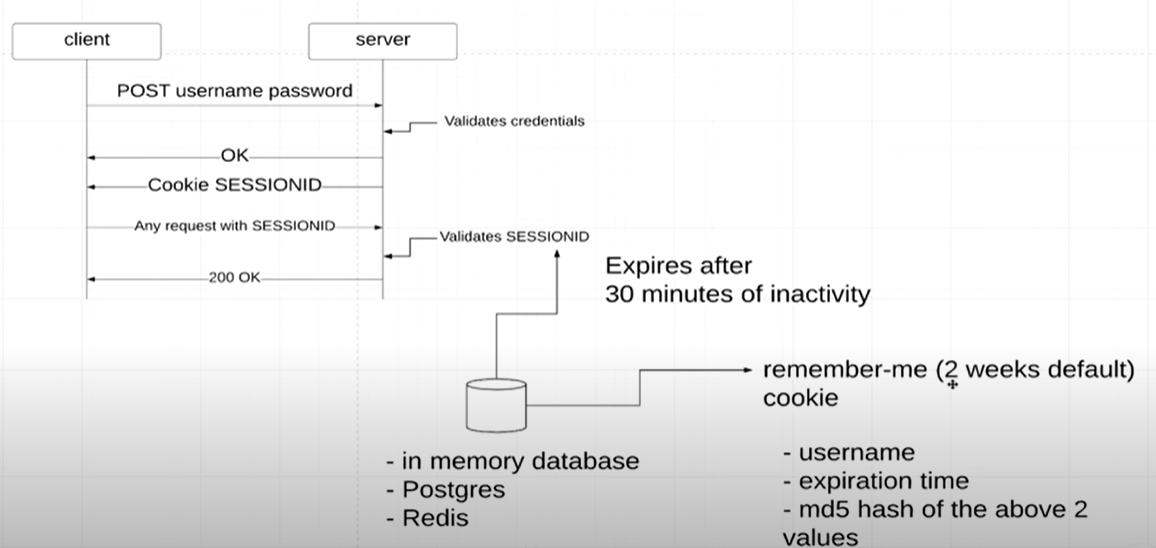 client
server
POST username password
Validates credentials
OK
Cookie SESSIONID
Any request with SESSIONID
Validates SESSIONID
200 OK
Expires after
30 minutes of inactivity
remember-me (2 weeks default)
cookie
- in memory database
- Postgres
- Redis
- username
- expiration time
- md5 hash of the above 2
values